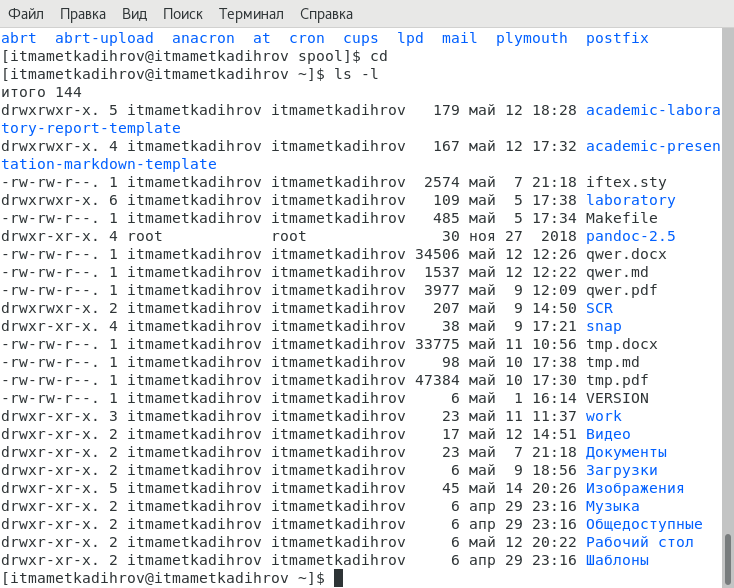 Файл Правка Вид Поиск Терминал Справка
abrt  abrt-upload  anacron  at  cron  cups  lpd  mail  plymouth  postfix
[itmametkadihrov@itmametkadihrov spool]$ cd
[itmametkadihrov@itmametkadihrov ~]$ ls -l
итого 144
drwxrwxr-x. 5 itmametkadihrov itmametkadihrov   179 май 12 18:28 academic-labora
tory-report-template
drwxrwxr-x. 4 itmametkadihrov itmametkadihrov   167 май 12 17:32 academic-presen
tation-markdown-template
-rw-rw-r--. 1 itmametkadihrov itmametkadihrov  2574 май  7 21:18 iftex.sty
drwxrwxr-x. 6 itmametkadihrov itmametkadihrov   109 май  5 17:38 laboratory
-rw-rw-r--. 1 itmametkadihrov itmametkadihrov   485 май  5 17:34 Makefile
drwxr-xr-x. 4 root            root               30 ноя 27  2018 pandoc-2.5
-rw-rw-r--. 1 itmametkadihrov itmametkadihrov 34506 май 12 12:26 qwer.docx
-rw-rw-r--. 1 itmametkadihrov itmametkadihrov  1537 май 12 12:22 qwer.md
-rw-rw-r--. 1 itmametkadihrov itmametkadihrov  3977 май  9 12:09 qwer.pdf
drwxrwxr-x. 2 itmametkadihrov itmametkadihrov   207 май  9 14:50 SCR
drwxr-xr-x. 4 itmametkadihrov itmametkadihrov    38 май  9 17:21 snap
-rw-rw-r--. 1 itmametkadihrov itmametkadihrov 33775 май 11 10:56 tmp.docx
-rw-rw-r--. 1 itmametkadihrov itmametkadihrov    98 май 10 17:38 tmp.md
-rw-rw-r--. 1 itmametkadihrov itmametkadihrov 47384 май 10 17:30 tmp.pdf
-rw-rw-r--. 1 itmametkadihrov itmametkadihrov     6 май  1 16:14 VERSION
drwxr-xr-x. 3 itmametkadihrov itmametkadihrov    23 май 11 11:37 work
drwxr-xr-x. 2 itmametkadihrov itmametkadihrov    17 май 12 14:51 Видео
drwxr-xr-x. 2 itmametkadihrov itmametkadihrov    23 май  7 21:18 Документы
drwxr-xr-x. 2 itmametkadihrov itmametkadihrov     6 май  9 18:56 Загрузки
drwxr-xr-x. 5 itmametkadihrov itmametkadihrov    45 май 14 20:26 Изображения
drwxr-xr-x. 2 itmametkadihrov itmametkadihrov     6 апр 29 23:16 Музыка
drwxr-xr-x. 2 itmametkadihrov itmametkadihrov     6 апр 29 23:16 Общедоступные
drwxr-xr-x. 2 itmametkadihrov itmametkadihrov     6 май 12 20:22 Рабочий стол
drwxr-xr-x. 2 itmametkadihrov itmametkadihrov     6 апр 29 23:16 Шаблоны
[itmametkadihrov@itmametkadihrov ~]$